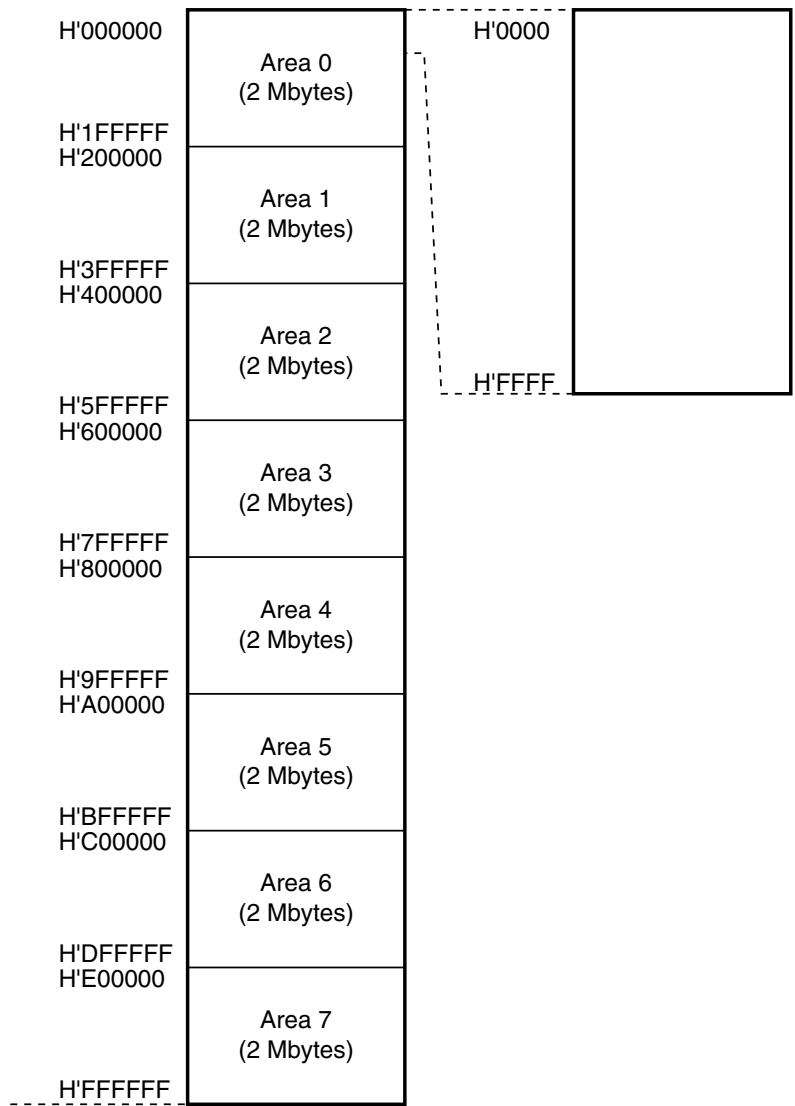 H'000000
Area 0
(2 Mbytes)
H'1FFFFF
H'200000
Area 1
(2 Mbytes)
H'3FFFFF
H'400000
Area 2
(2 Mbytes)
H'5FFFFF
H'600000
Area 3
(2 Mbytes)
H'7FFFFF
H'800000
Area 4
(2 Mbytes)
H'9FFFFF
H'A00000
Area 5
(2 Mbytes)
H'BFFFFF
H'C00000
Area 6
(2 Mbytes)
H'DFFFFF
H'E00000
Area 7
(2 Mbytes)
H'FFFFFF
H'0000
H'FFFF